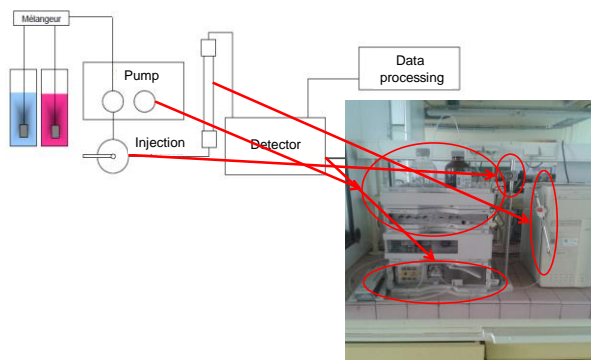 Mélangeur
Pump
Data
processing
Injection
Detector